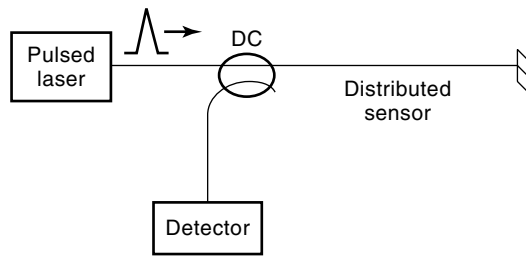 Pulsed
laser
DC
Distributed
sensor
Detector